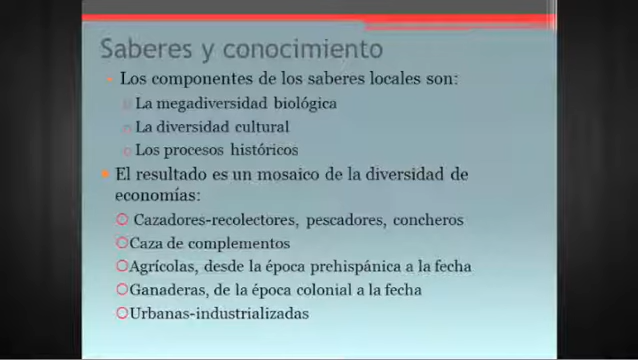 Saberes y conocimiento
Los componentes de los saberes locales son:
La megadiversidad biológica
La diversidad cultural
Los procesos históricos
El resultado es un mosaico de la diversidad de
economías:
Cazadores-recolectores, pescadores, concheros
Caza de complementos
Agrícolas, desde la época prehispánica a la fecha
Ganaderas, de la época colonial a la fecha
Urbanas-industrializadas